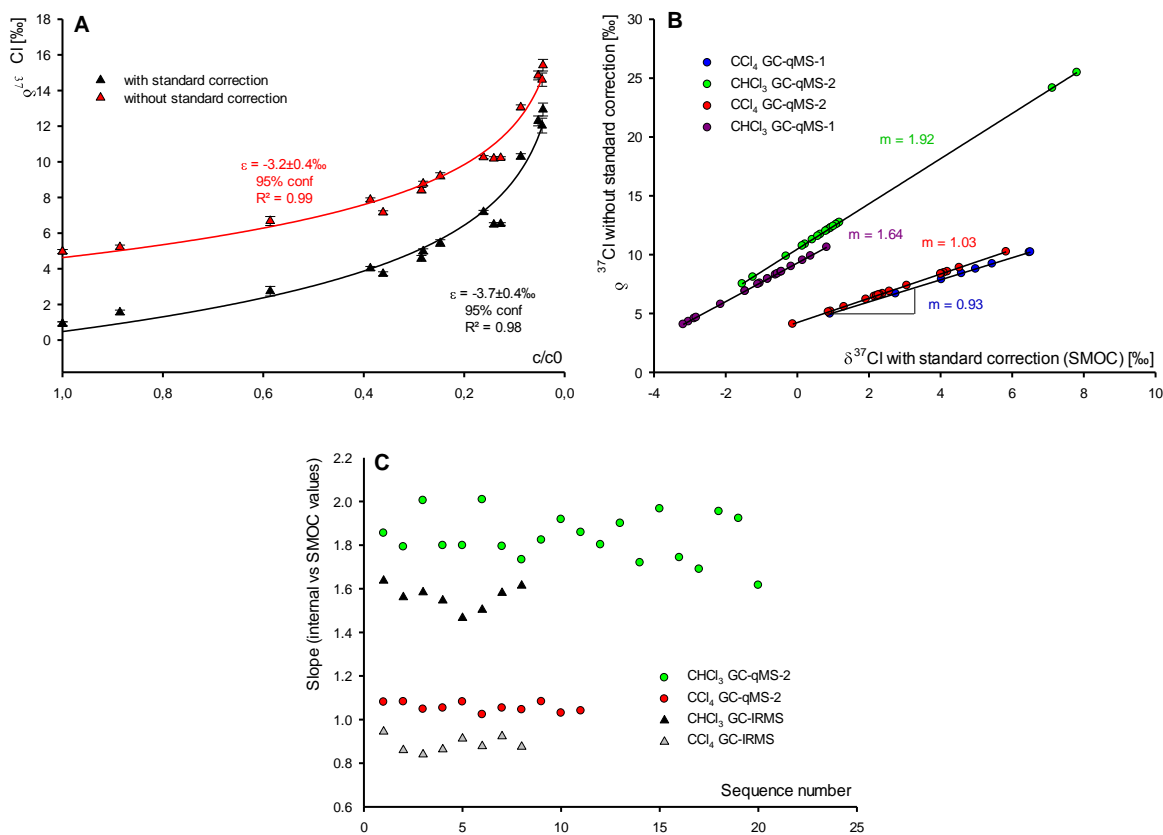 A
δ³⁷ Cl [‰]
18
16
14
12
10
8
6
4
2
0
with standard correction
without standard correction
ε = -3.2±0.4‰
95% conf
R² = 0.99
ε = -3.7±0.4‰
95% conf
R² = 0.98
c/c0
1,0
0,6
0,4
0,2
0,0
B
δ ³⁷Cl without standard correction [‰]
30
25
20
15
10
5
0
CCl₄ GC-qMS-1
CHCl₃ GC-qMS-2
CCl₄ GC-qMS-2
CHCl₃ GC-qMS-1
m = 1.92
m = 1.64
m = 1.03
m = 0.93
δ³⁷Cl with standard correction (SMOC) [‰]
-4
-2
0
2
4
6
8
10
C
Slope (internal vs SMOC values)
2.2
2.0
1.8
1.6
1.4
1.2
1.0
0.8
0.6
CHCl₃ GC-qMS-2
CCl₄ GC-qMS-2
CHCl₃ GC-IRMS
CCl₄ GC-IRMS
Sequence number
0
5
10
15
20
25